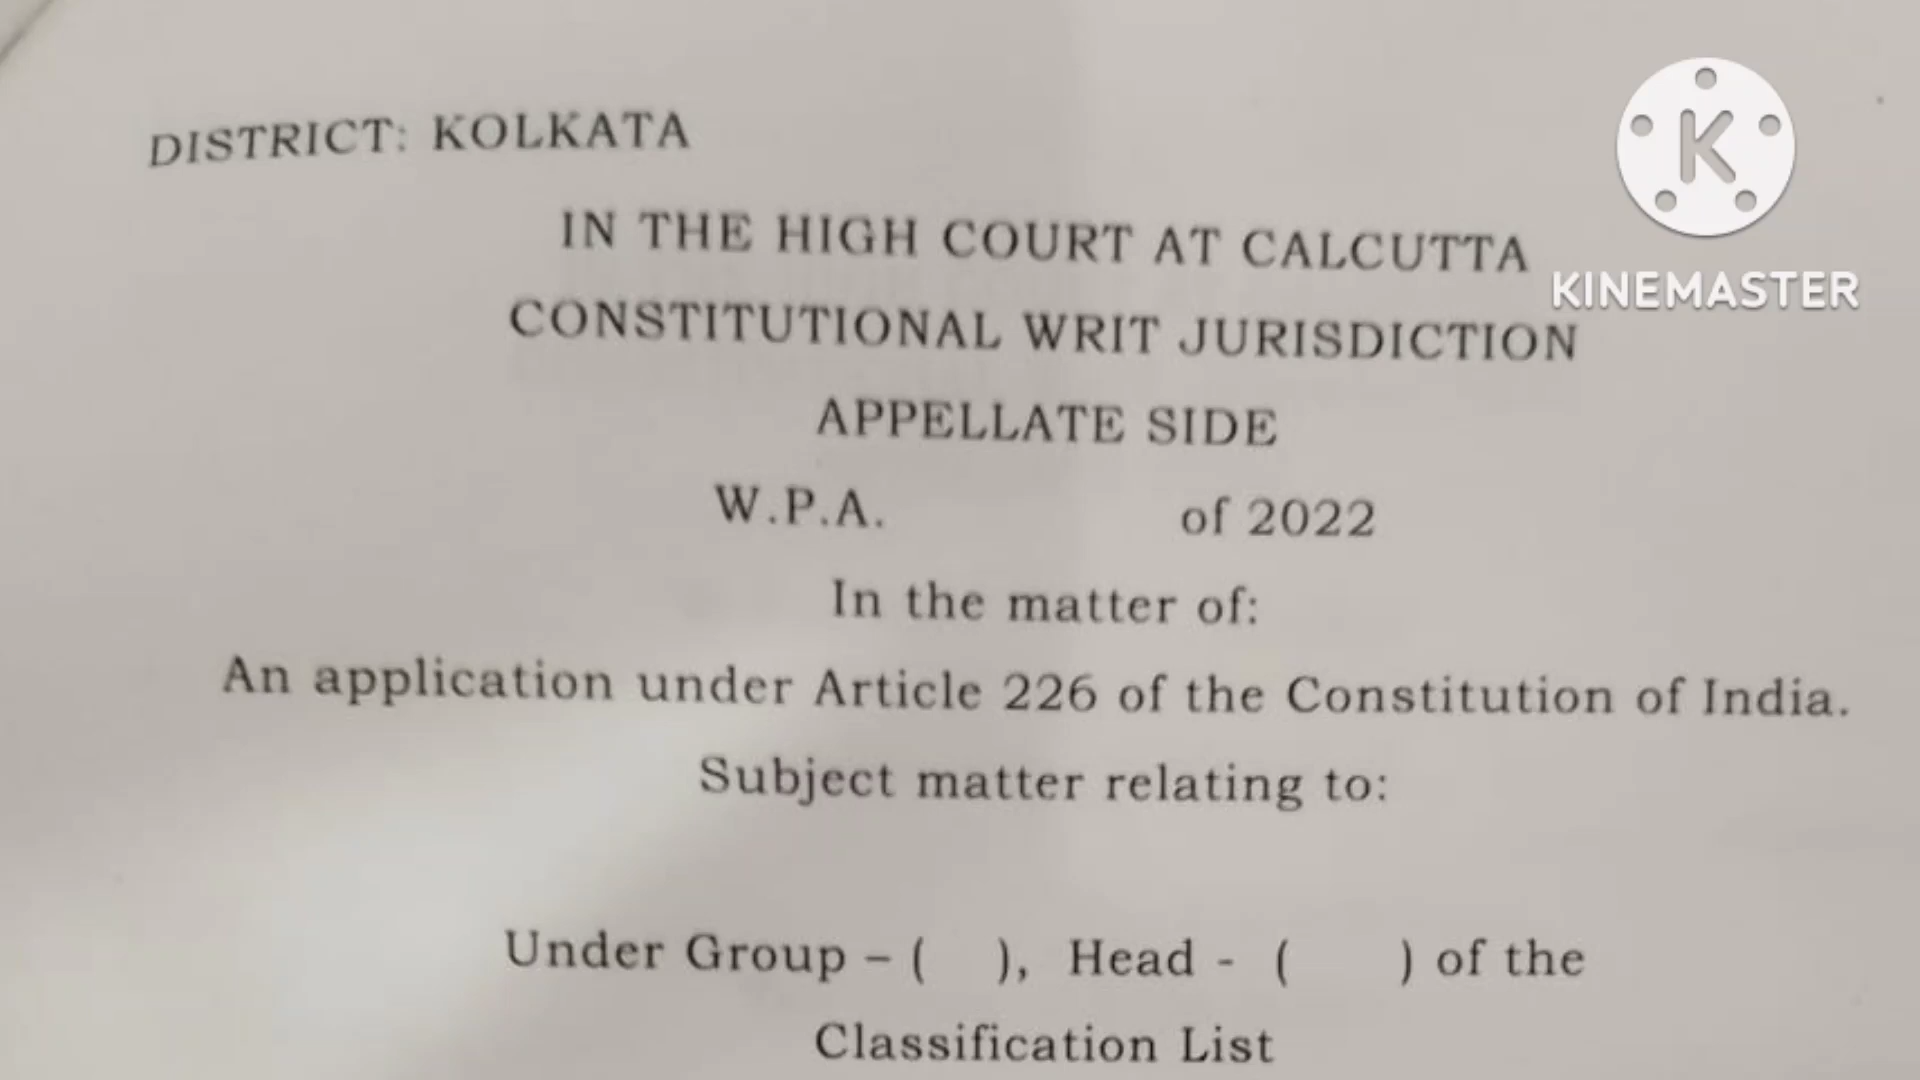 DISTRICT: KOLKATA
IN THE HIGH COURT AT CALCUTTA
CONSTITUTIONAL WRIT JURISDICTION
APPELLATE SIDE
W.P.A. of 2022
In the matter of:
An application under Article 226 of the Constitution of India.
Subject matter relating to:
Under Group – ( ), Head - ( ) of the
Classification List
K
KINEMASTER